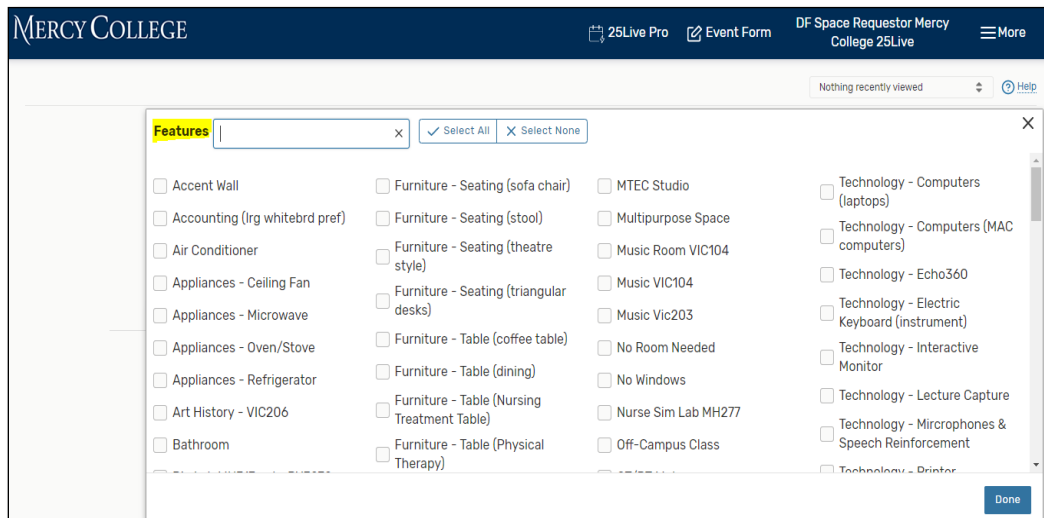 MERCY COLLEGE
25Live Pro
Event Form
DF Space Requestor Mercy
College 25Live
More
Nothing recently viewed
Help
Features
Select All
Select None
Accent Wall
Accounting (lrg whitebrd pref)
Air Conditioner
Appliances - Ceiling Fan
Appliances - Microwave
Appliances - Oven/Stove
Appliances - Refrigerator
Art History - VIC206
Bathroom
Furniture - Seating (sofa chair)
Furniture - Seating (stool)
Furniture - Seating (theatre
style)
Furniture - Seating (triangular
desks)
Furniture - Table (coffee table)
Furniture - Table (dining)
Furniture - Table (Nursing
Treatment Table)
Furniture - Table (Physical
Therapy)
MTEC Studio
Multipurpose Space
Music Room VIC104
Music VIC104
Music Vic203
No Room Needed
No Windows
Nurse Sim Lab MH277
Off-Campus Class
Technology - Computers
(laptops)
Technology - Computers (MAC
computers)
Technology - Echo360
Technology - Electric
Keyboard (instrument)
Technology - Interactive
Monitor
Technology - Lecture Capture
Technology - Mircrophones &
Speech Reinforcement
Technology - Printer
Done